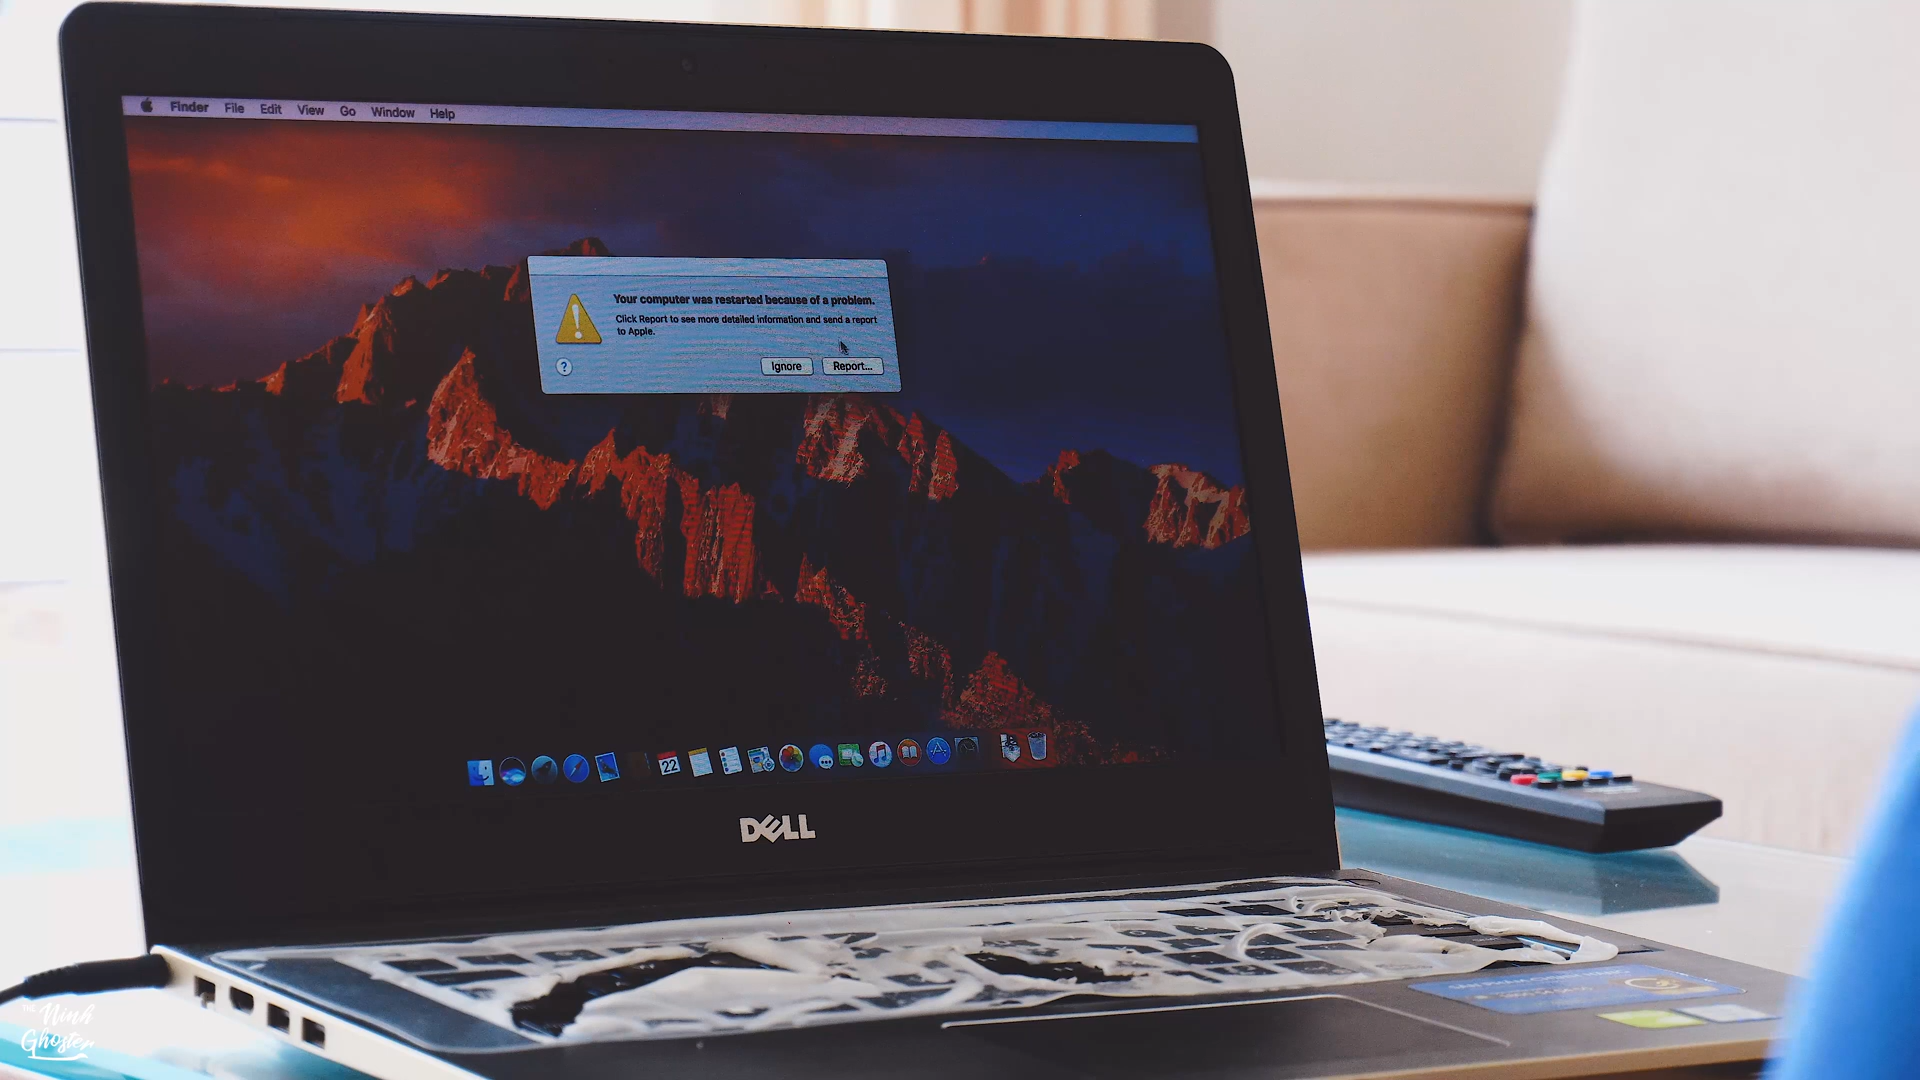 Finder File Edit View Go Window Help
Your computer was restarted because of a problem.
Click Report to see more detailed information and send a report
to Apple.
?
Ignore Report...
22
DELL
THE
Ninh
Ghoster